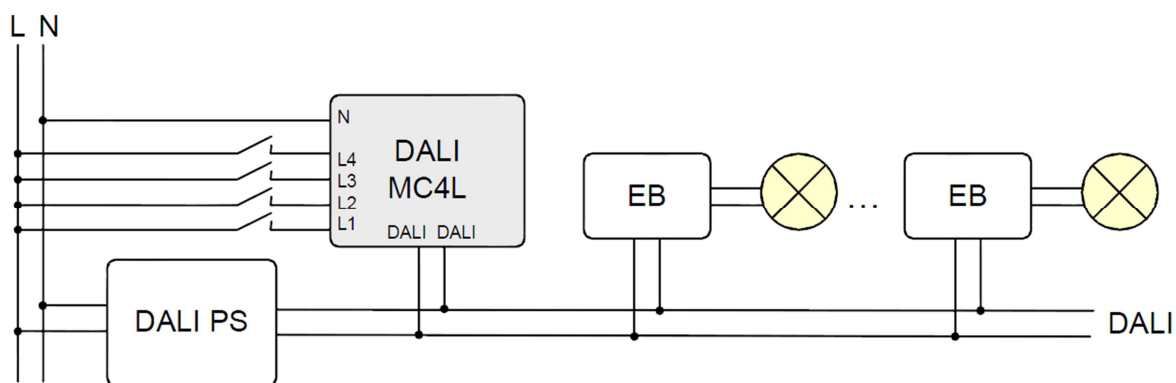 L N
N
DALI
MC4L
L4
L3
L2
L1
DALI DALI
EB
...
EB
DALI PS
DALI